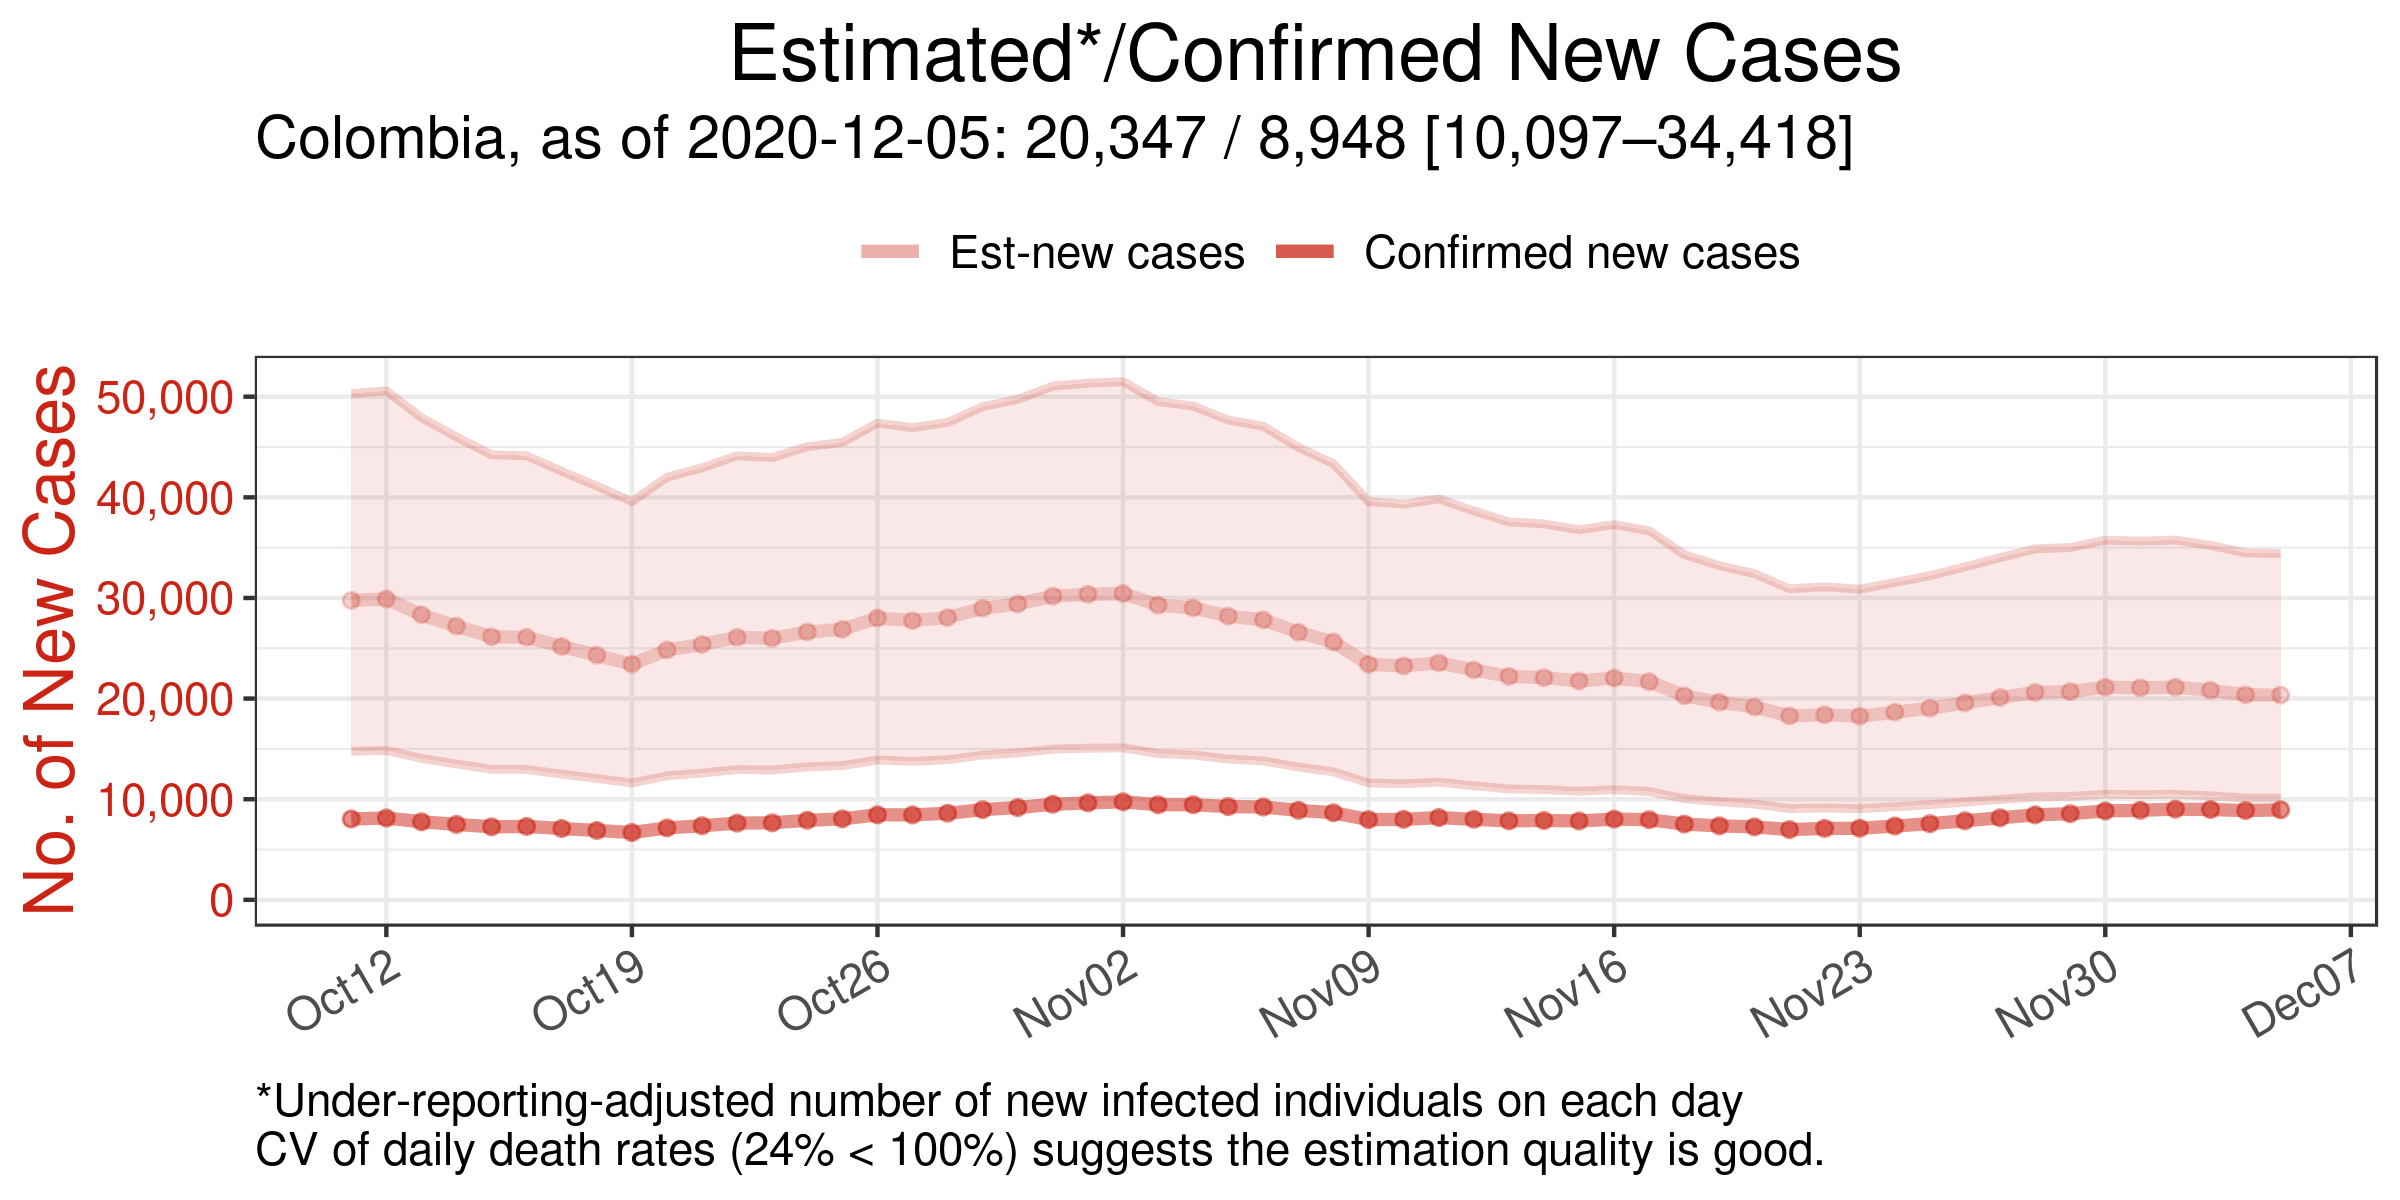 Estimated*/Confirmed New Cases
Colombia, as of 2020-12-05: 20,347 / 8,948 [10,097–34,418]
Est-new cases
Confirmed new cases
No. of New Cases
50,000
40,000
30,000
20,000
10,000
0
Oct12
Oct19
Oct26
Nov02
Nov09
Nov16
Nov23
Nov30
Dec07
*Under-reporting-adjusted number of new infected individuals on each day
CV of daily death rates (24% < 100%) suggests the estimation quality is good.